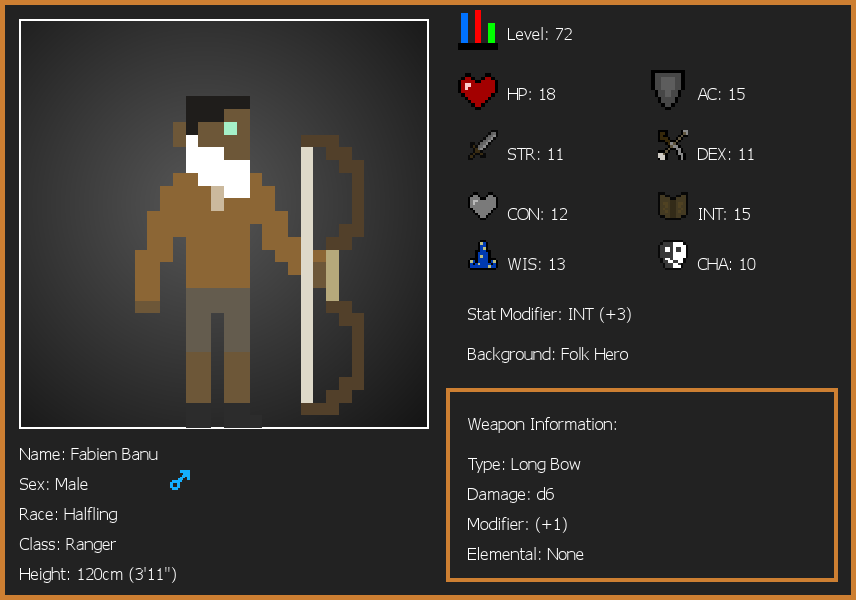 Level: 72
HP: 18
AC: 15
STR: 11
DEX: 11
CON: 12
INT: 15
WIS: 13
CHA: 10
Stat Modifier: INT (+3)
Background: Folk Hero
Weapon Information:
Type: Long Bow
Damage: d6
Modifier: (+1)
Elemental: None
Name: Fabien Banu
Sex: Male
Race: Halfling
Class: Ranger
Height: 120cm (3'11")